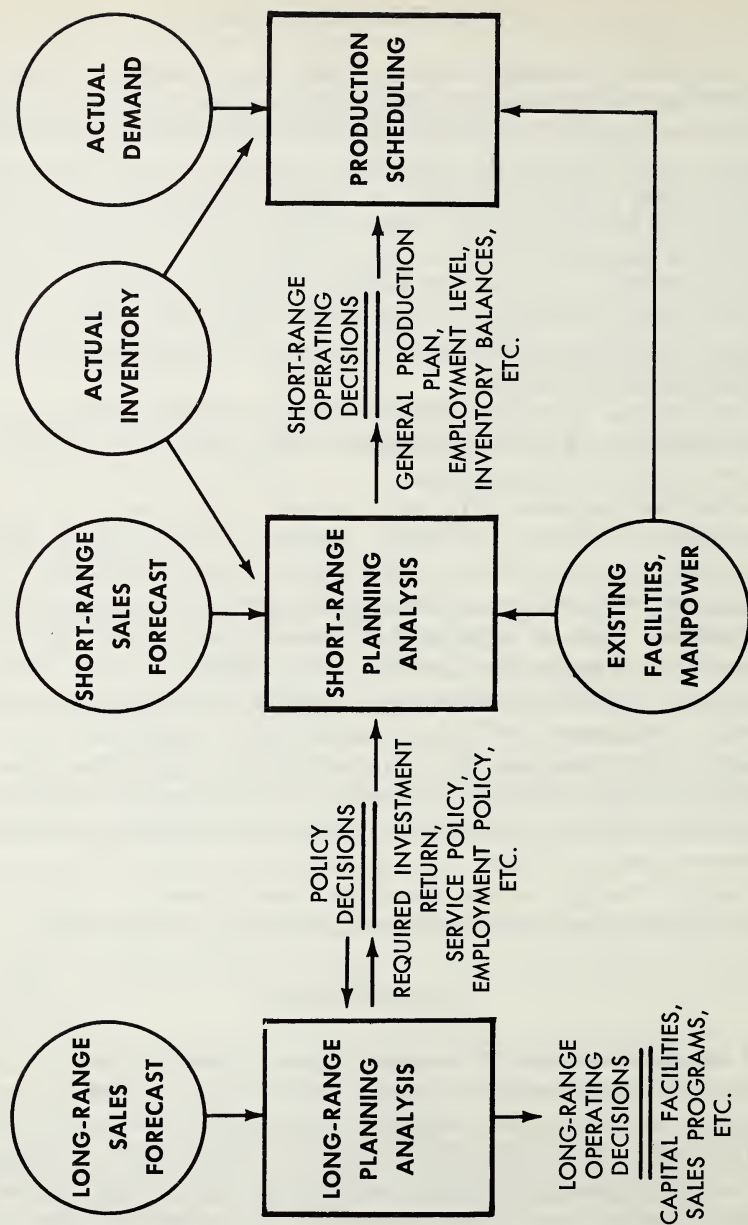 LONG-RANGE
SALES
FORECAST
SHORT-RANGE
SALES
FORECAST
ACTUAL
INVENTORY
ACTUAL
DEMAND
LONG-RANGE
PLANNING
ANALYSIS
POLICY
DECISIONS
REQUIRED INVESTMENT
RETURN,
SERVICE POLICY,
EMPLOYMENT POLICY,
ETC.
SHORT-RANGE
PLANNING
ANALYSIS
SHORT-RANGE
OPERATING
DECISIONS
GENERAL PRODUCTION
PLAN,
EMPLOYMENT LEVEL,
INVENTORY BALANCES,
ETC.
PRODUCTION
SCHEDULING
LONG-RANGE
OPERATING
DECISIONS
CAPITAL FACILITIES,
SALES PROGRAMS,
ETC.
EXISTING
FACILITIES,
MANPOWER